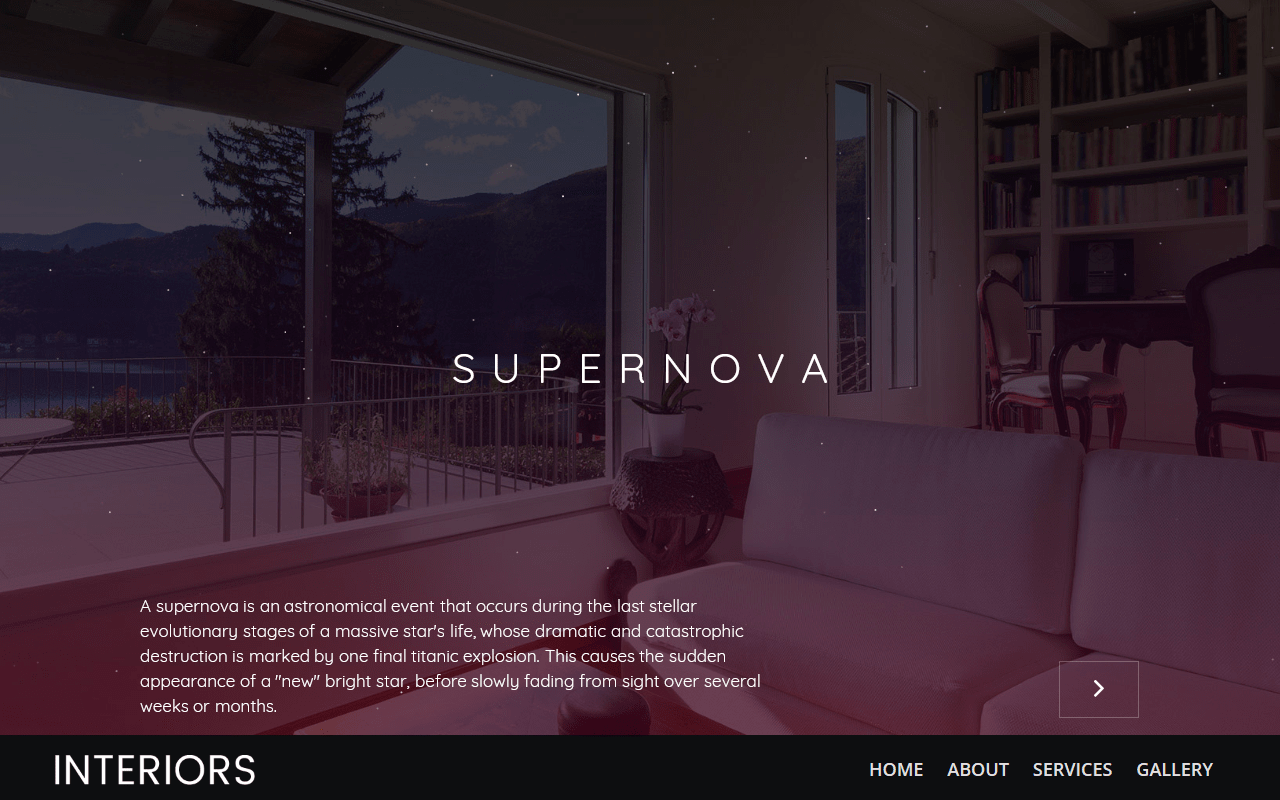 SUPERNOVA
A supernova is an astronomical event that occurs during the last stellar
evolutionary stages of a massive star's life, whose dramatic and catastrophic
destruction is marked by one final titanic explosion. This causes the sudden
appearance of a "new" bright star, before slowly fading from sight over several
weeks or months.
INTERIORS HOME ABOUT SERVICES GALLERY